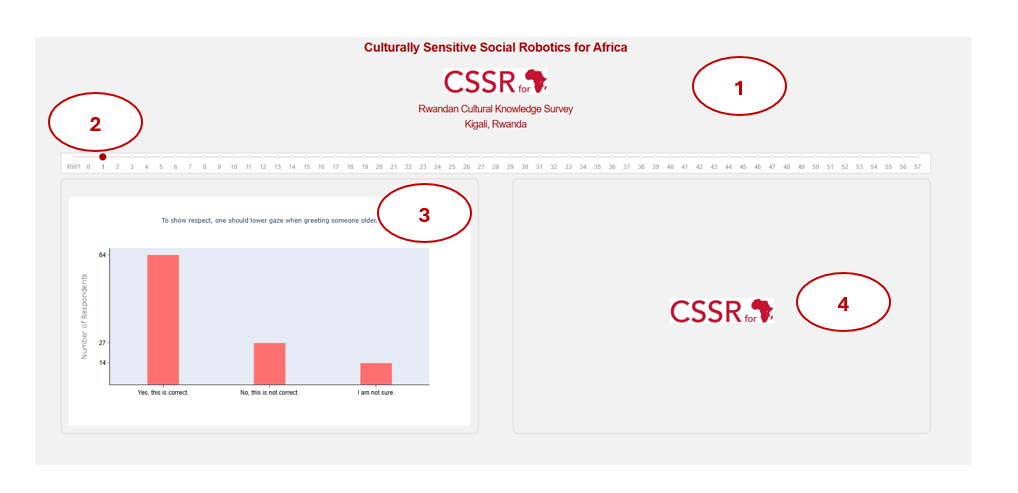 Culturally Sensitive Social Robotics for Africa
CSSR for
1
Rwandan Cultural Knowledge Survey
Kigali, Rwanda
2
RW? 0 1 2 3 4 5 6 7 8 9 10 11 12 13 14 15 16 17 18 19 20 21 22 23 24 25 26 27 28 29 30 31 32 33 34 35 36 37 38 39 40 41 42 43 44 45 46 47 48 49 50 51 52 53 54 55 56 57
3
To show respect, one should lower gaze when greeting someone older.
84
27
14
Number of Respondents
Yes, this is correct. No, this is not correct. I am not sure.
CSSR for
4